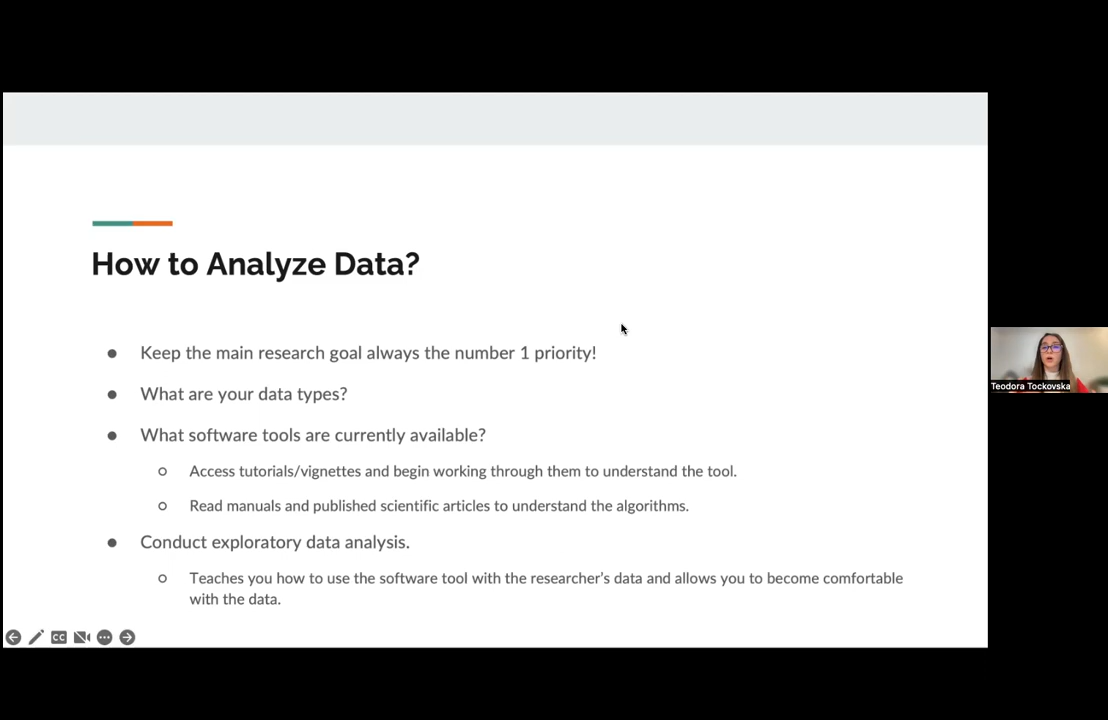 How to Analyze Data?
● Keep the main research goal always the number 1 priority!
● What are your data types?
● What software tools are currently available?
○ Access tutorials/vignettes and begin working through them to understand the tool.
○ Read manuals and published scientific articles to understand the algorithms.
● Conduct exploratory data analysis.
○ Teaches you how to use the software tool with the researcher's data and allows you to become comfortable
with the data.
CC
Teodora Tockovska